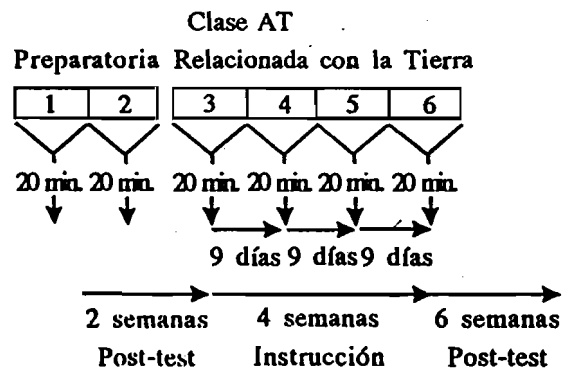 Clase AT
Preparatoria Relacionada con la Tierra
1 2 3 4 5 6
20 min. 20 min. 20 min. 20 min. 20 min. 20 min.
9 días 9 días 9 días
2 semanas 4 semanas 6 semanas
Post-test Instrucción Post-test